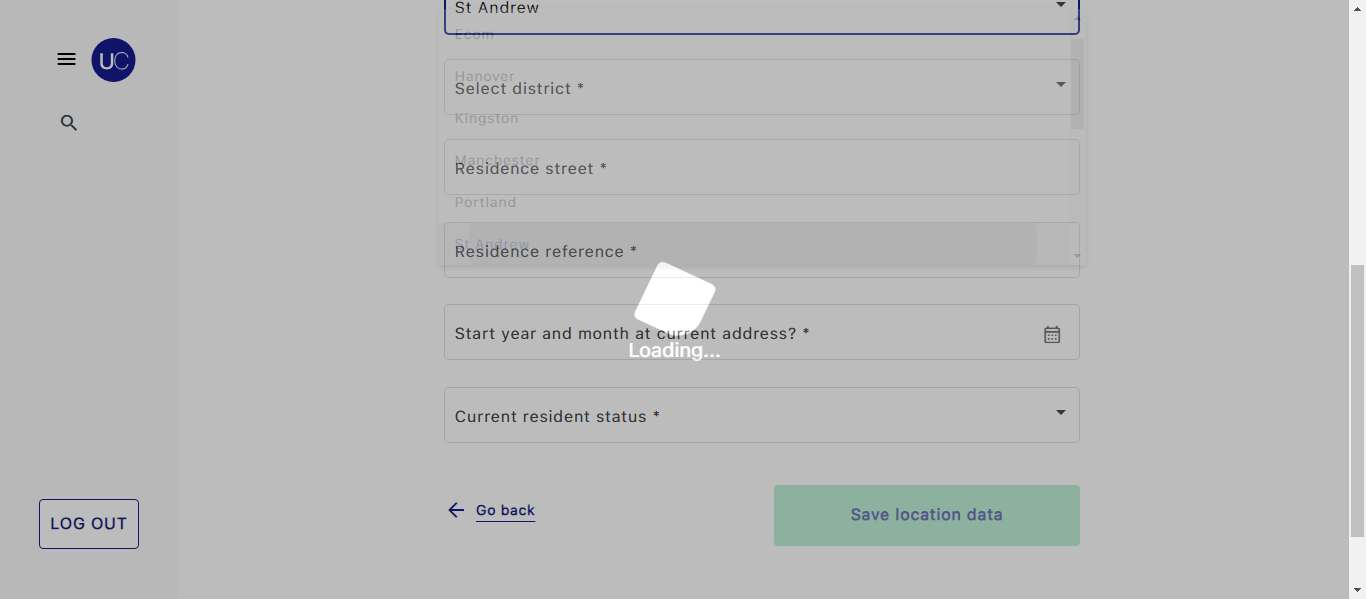 St Andrew
UC
Ecom
Hanover
Select district *
Kingston
Manchester
Residence street *
Portland
St Andrew
Residence reference *
Start year and month at current address? *
Loading...
Current resident status *
Go back
Save location data
LOG OUT